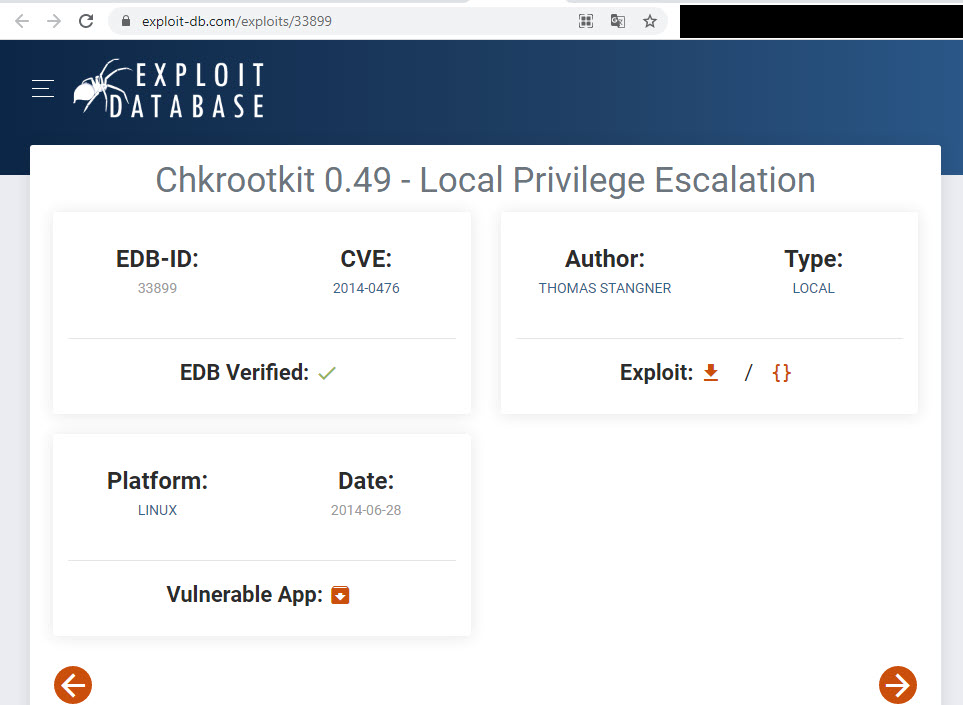 exploit-db.com/exploits/33899
EXPLOIT
DATABASE
Chkrootkit 0.49 - Local Privilege Escalation
EDB-ID:
33899
CVE:
2014-0476
EDB Verified:
Author:
THOMAS STANGNER
Type:
LOCAL
Exploit: / {}
Platform:
LINUX
Date:
2014-06-28
Vulnerable App: